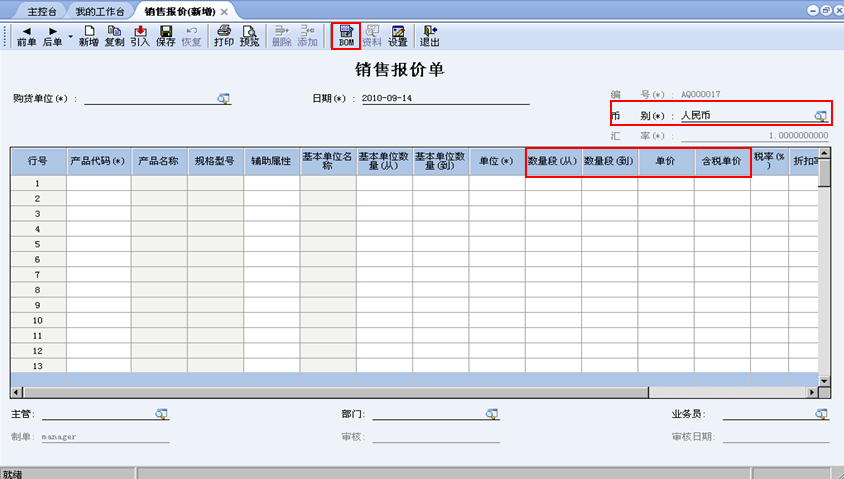 主控台 我的工作台 销售报价(新增)
前单 后单 新增 复制 引入 保存 恢复 打印 预览 删除 添加 BOM 资料 设置 退出
销售报价单
编 号(*) : AQ000017
购货单位(*) : 日期(*) : 2010-09-14
币 别(*) : 人民币
汇 率(*) : 1.0000000000
行号 产品代码(*) 产品名称 规格型号 辅助属性 基本单位名称 基本单位数量(从) 基本单位数量(到) 单位(*) 数量段(从) 数量段(到) 单价 含税单价 税率(%) 折扣
1
2
3
4
5
6
7
8
9
10
11
12
13
主管: 部门: 业务员:
制单: manager 审核: 审核日期:
就绪